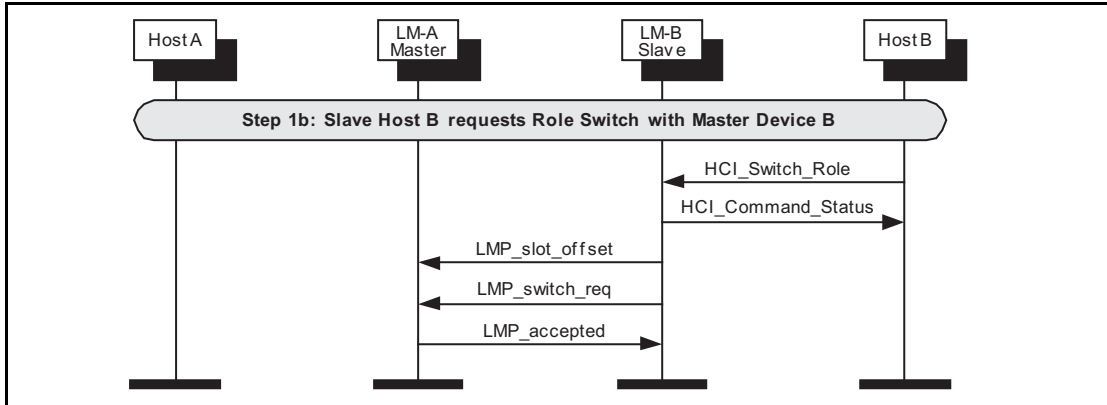 Host A
LM-A
Master
LM-B
Slave
Host B
Step 1b: Slave Host B requests Role Switch with Master Device B
HCI_Switch_Role
HCI_Command_Status
LMP_slot_offset
LMP_switch_req
LMP_accepted